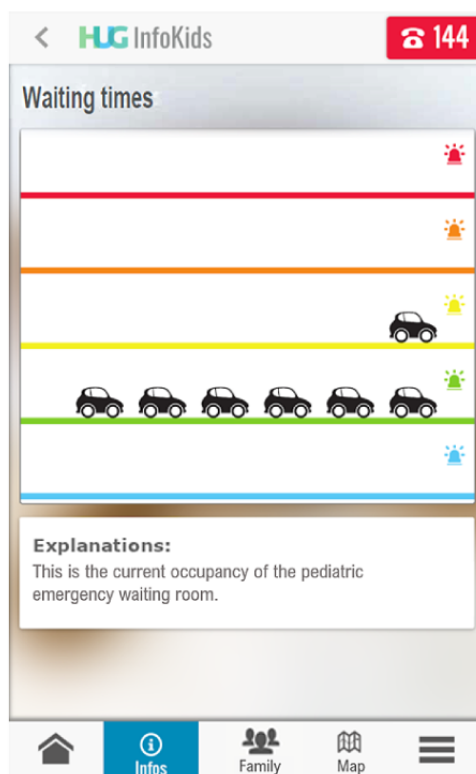 HUG InfoKids
144
Waiting times
Explanations:
This is the current occupancy of the pediatric
emergency waiting room.
Infos
Family
Map